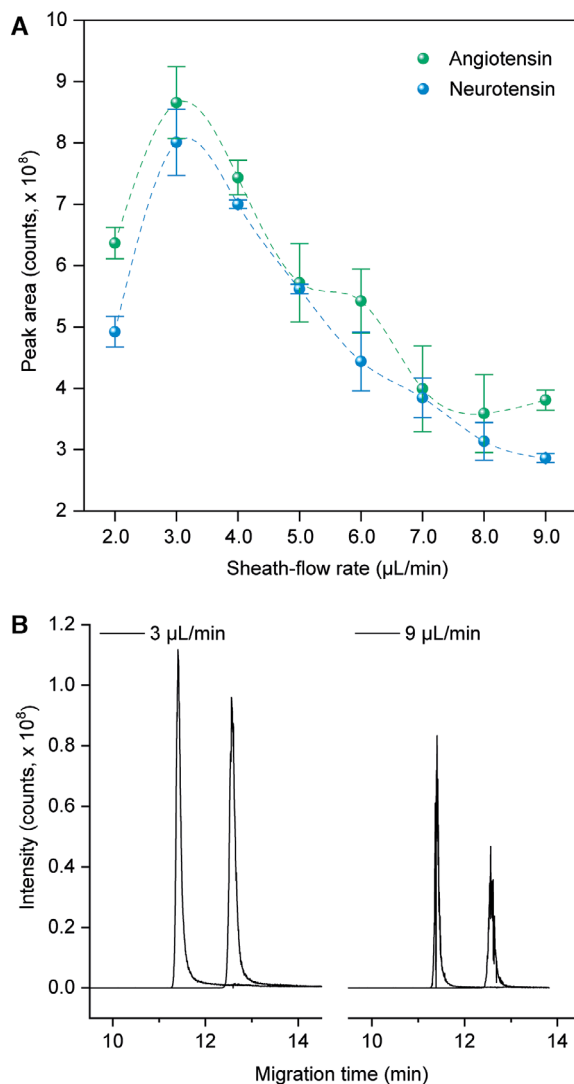 A
10
9
8
7
6
5
4
3
2
Peak area (counts, x 10⁸)
Angiotensin
Neurotensin
2.0 3.0 4.0 5.0 6.0 7.0 8.0 9.0
Sheath-flow rate (µL/min)
B
1.2
1.0
0.8
0.6
0.4
0.2
0.0
Intensity (counts, x 10⁸)
3 µL/min
9 µL/min
10 12 14 10 12 14
Migration time (min)